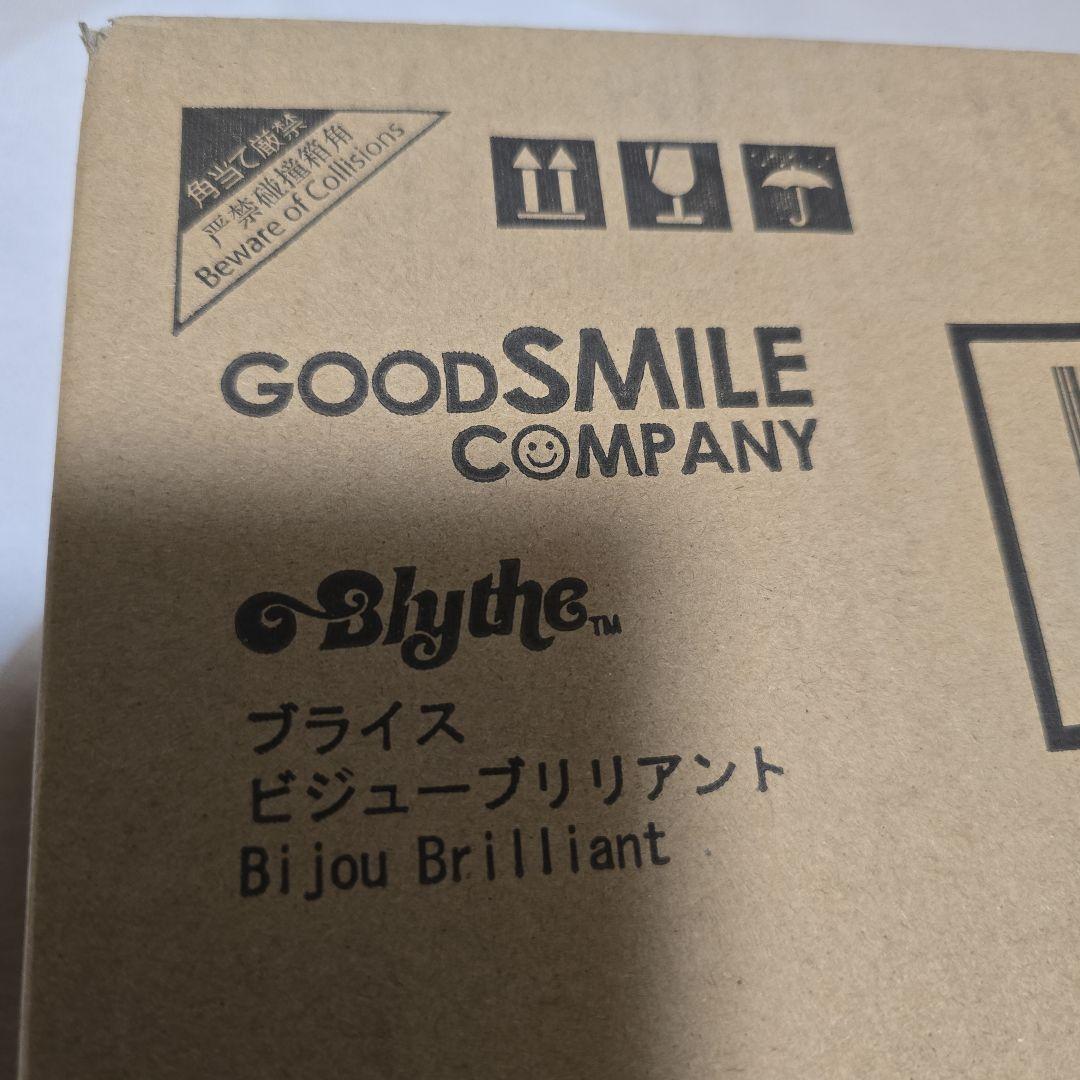 角当て厳禁
严禁碰撞箱角
Beware of Collisions
GOODSMILE
COMPANY
Blythe™
ブライス
ビジューブリリアント
Bijou Brilliant